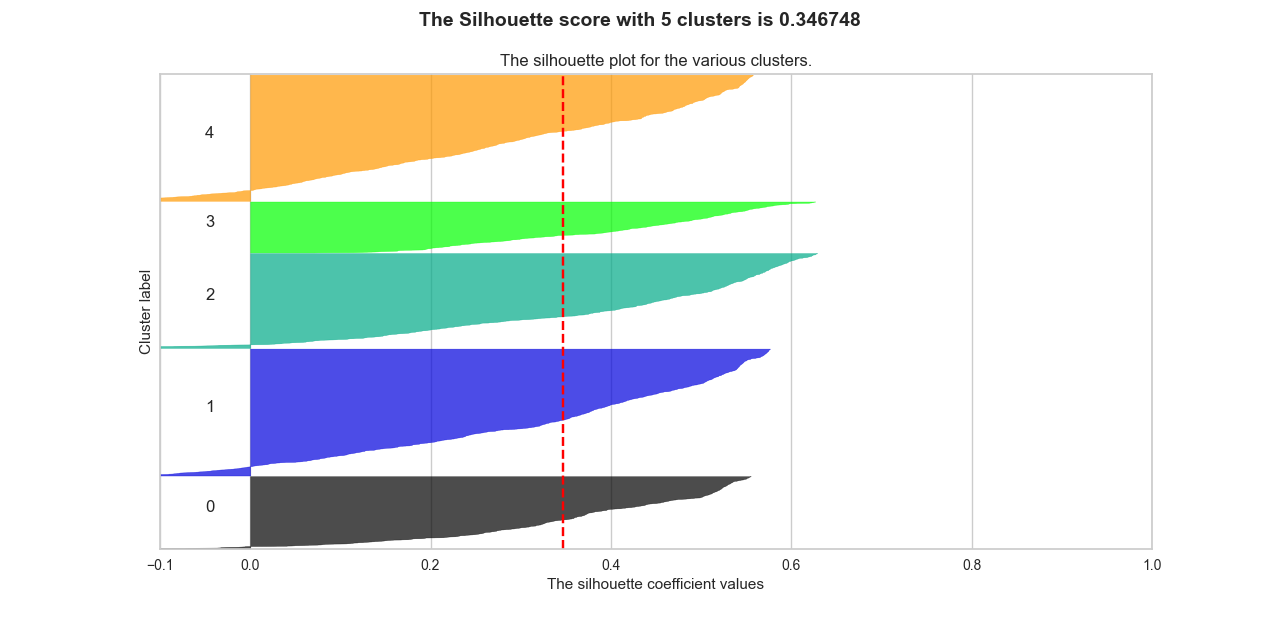 The Silhouette score with 5 clusters is 0.346748
The silhouette plot for the various clusters.
Cluster label
4
3
2
1
0
−0.1 0.0 0.2 0.4 0.6 0.8 1.0
The silhouette coefficient values